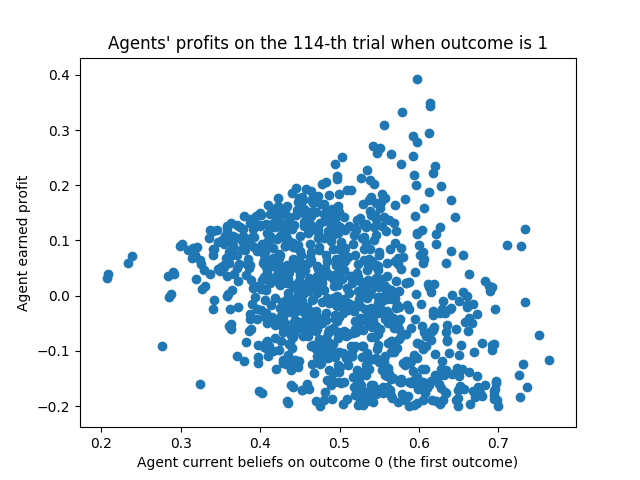 Agents' profits on the 114-th trial when outcome is 1
Agent earned profit
0.4
0.3
0.2
0.1
0.0
−0.1
−0.2
0.2 0.3 0.4 0.5 0.6 0.7
Agent current beliefs on outcome 0 (the first outcome)